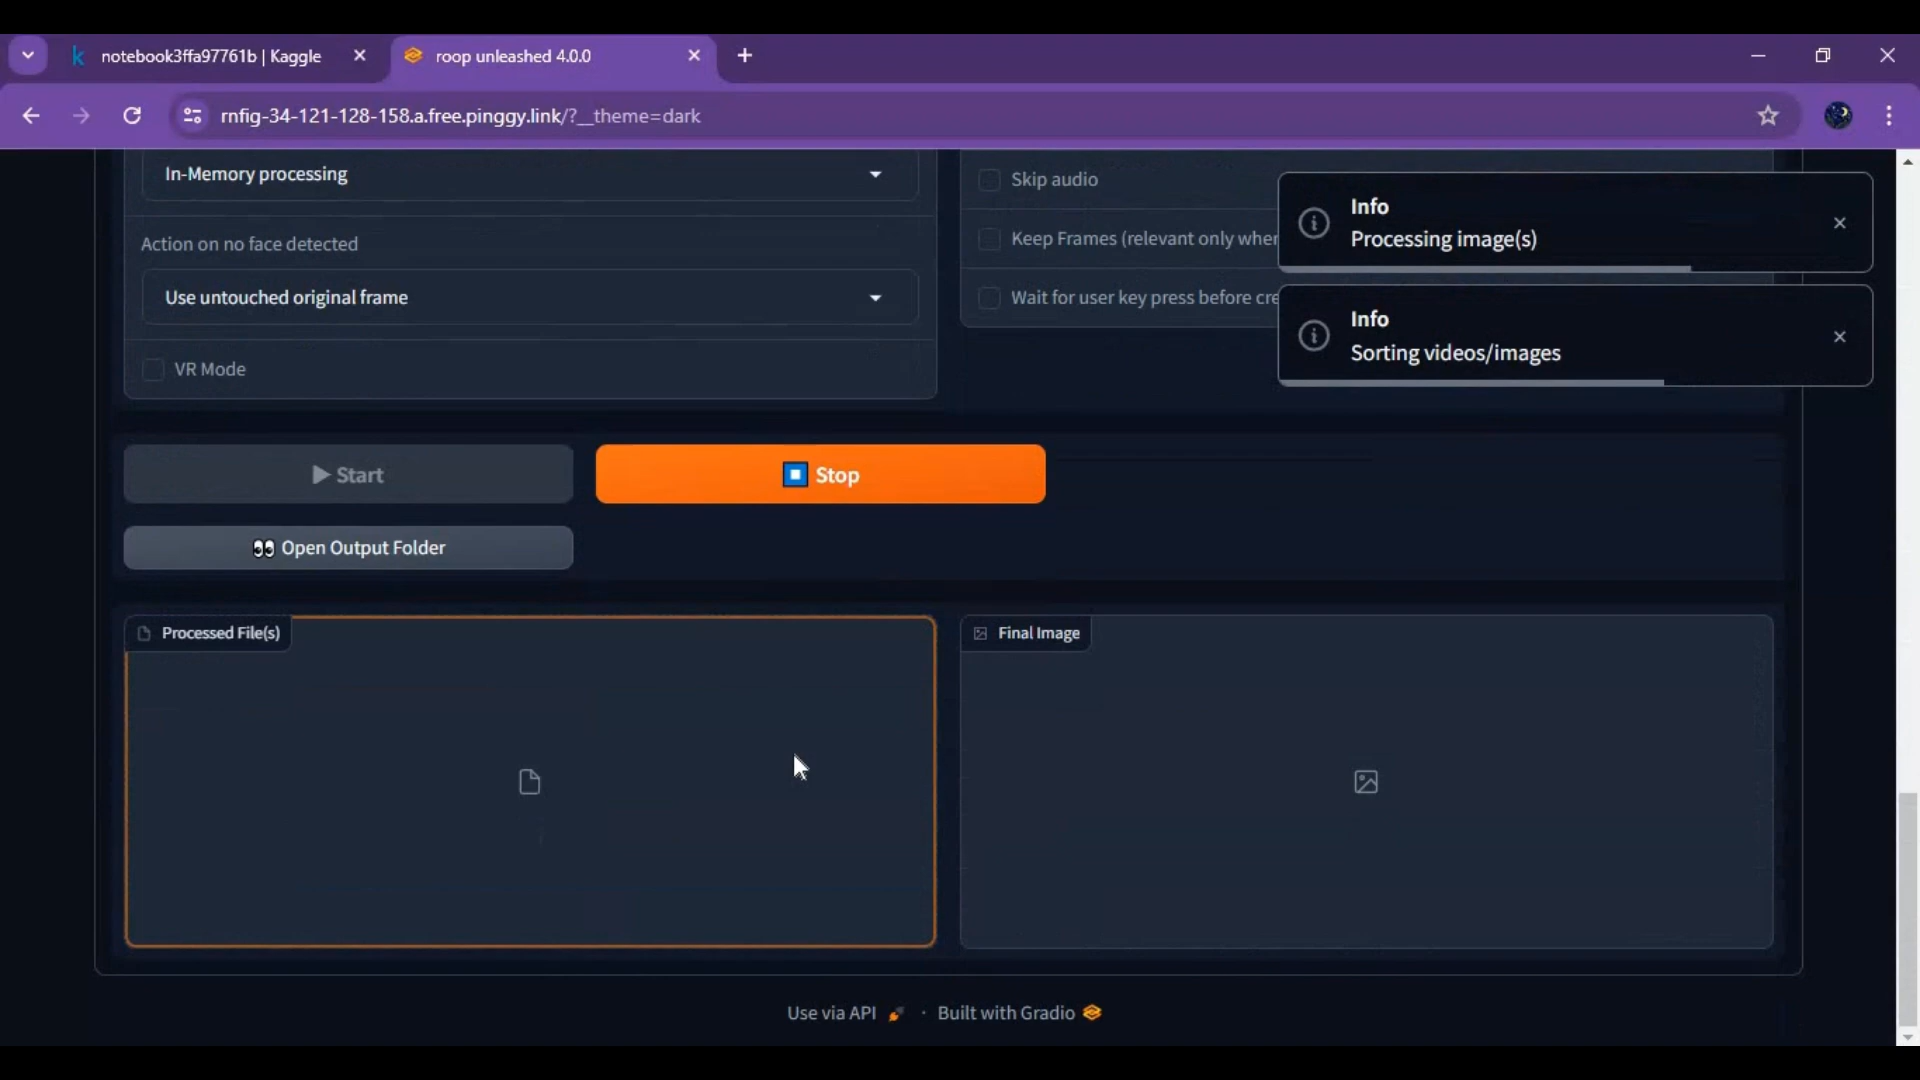 notebook3ffa97761b | Kaggle
roop unleashed 4.0.0
rnfig-34-121-128-158.a.free.pinggy.link/?__theme=dark
In-Memory processing
Action on no face detected
Use untouched original frame
VR Mode
Skip audio
Keep Frames (relevant only when
Wait for user key press before cre
Info
Processing image(s)
Info
Sorting videos/images
Start
Stop
Open Output Folder
Processed File(s)
Final Image
Use via API · Built with Gradio